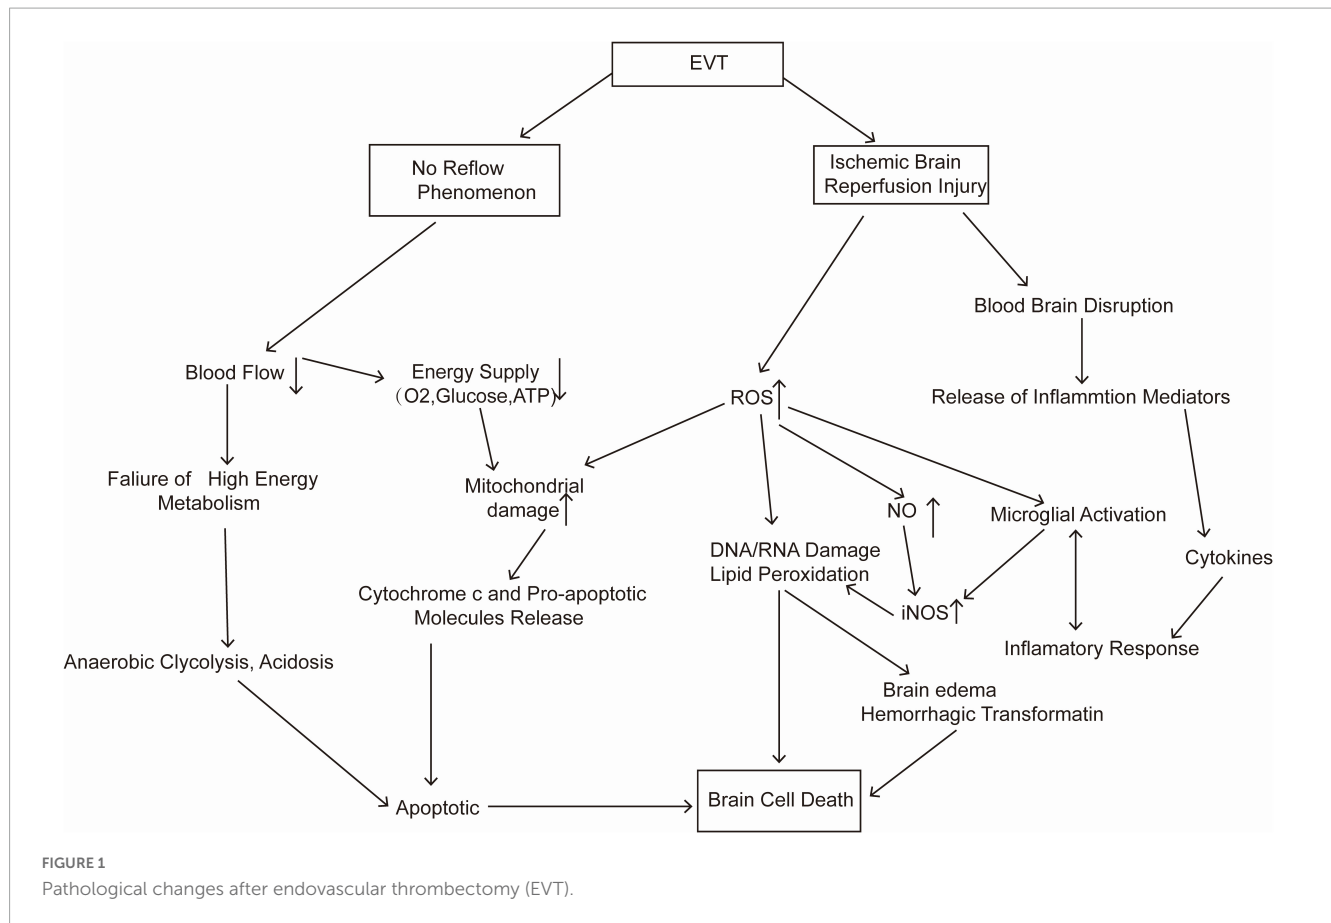 EVT
No Reflow
Phenomenon
Ischemic Brain
Reperfusion Injury
Blood Brain Disruption
Blood Flow
Energy Supply
(O2,Glucose,ATP)
ROS
Release of Inflammtion Mediators
Faliure of High Energy
Metabolism
Mitochondrial
damage
NO
Microglial Activation
DNA/RNA Damage
Lipid Peroxidation
Cytokines
Cytochrome c and Pro-apoptotic
Molecules Release
iNOS
Inflamatory Response
Anaerobic Clycolysis, Acidosis
Brain edema
Hemorrhagic Transformatin
Apoptotic
Brain Cell Death
FIGURE 1
Pathological changes after endovascular thrombectomy (EVT).